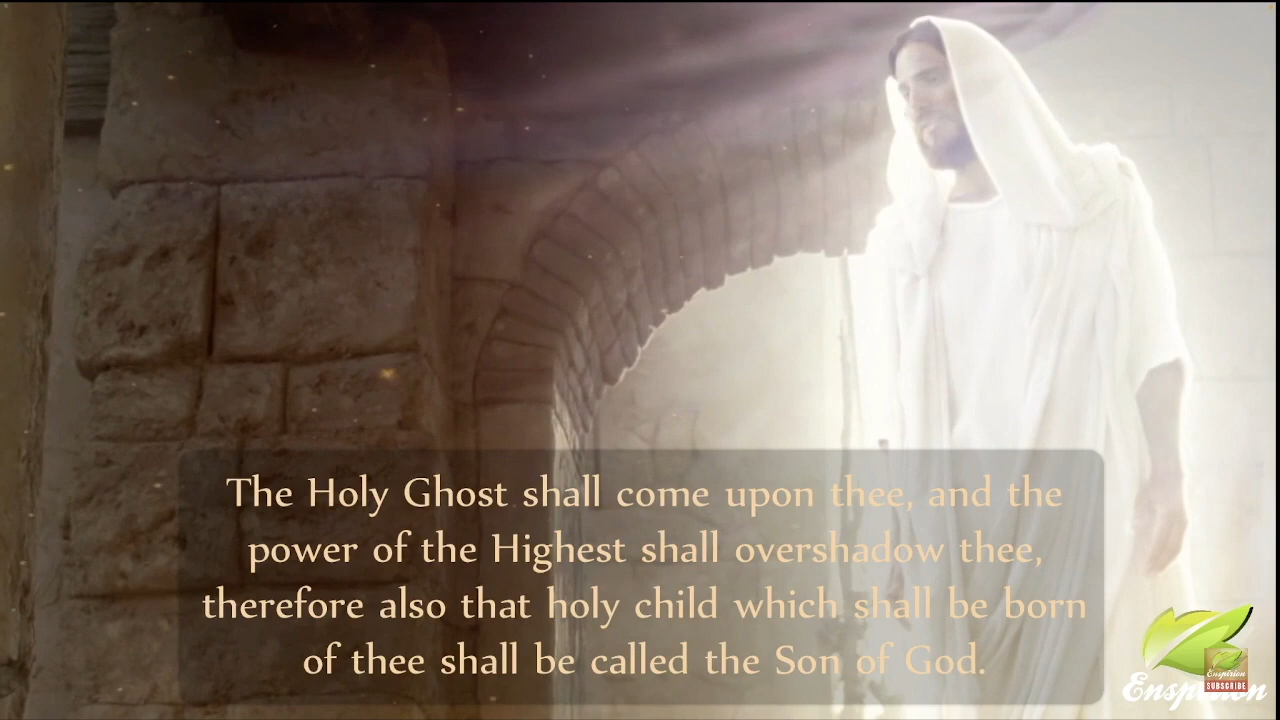 The Holy Ghost shall come upon thee, and the
power of the Highest shall overshadow thee,
therefore also that holy child which shall be born
of thee shall be called the Son of God.
Enspirion
SUBSCRIBE
Enspirion